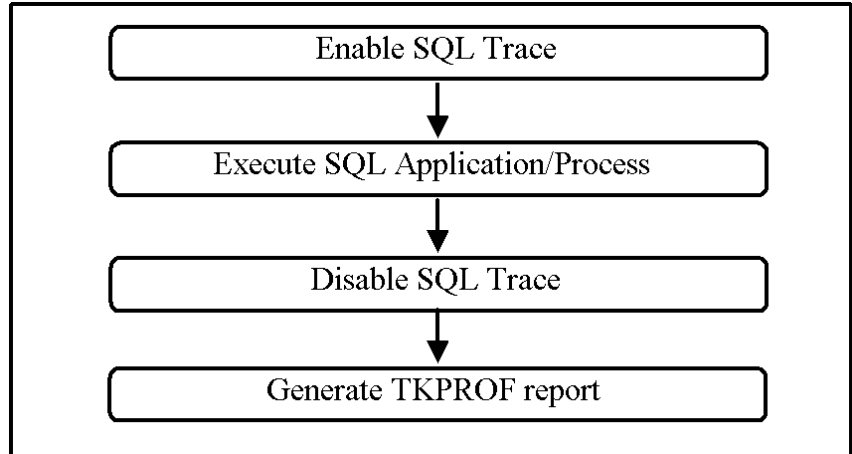 Enable SQL Trace
Execute SQL Application/Process
Disable SQL Trace
Generate TKPROF report